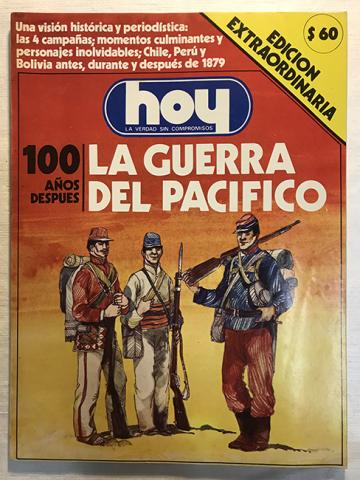 Una visión histórica y periodística:
las 4 campañas; momentos culminantes y
personajes inolvidables; Chile, Perú y
Bolivia antes, durante y después de 1879
$ 60
EDICION
EXTRAORDINARIA
hoy
LA VERDAD SIN COMPROMISOS
100
AÑOS
DESPUES
LA GUERRA
DEL PACIFICO